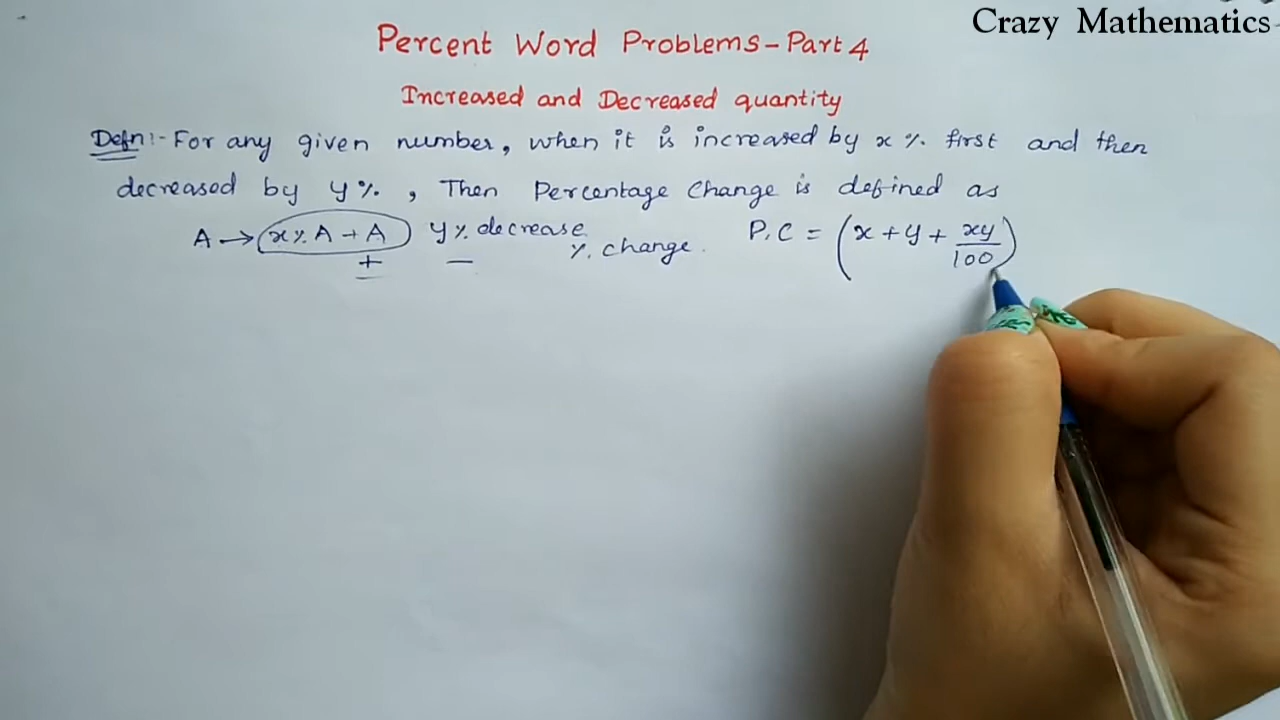 Crazy Mathematics
Percent Word Problems - Part 4
Increased and Decreased quantity
Defn:- For any given number, when it is increased by x % first and then
decreased by y % , Then Percentage Change is defined as
A → x % A + A y % decrease % change. P.C = (x + y + xy/100)
+ −